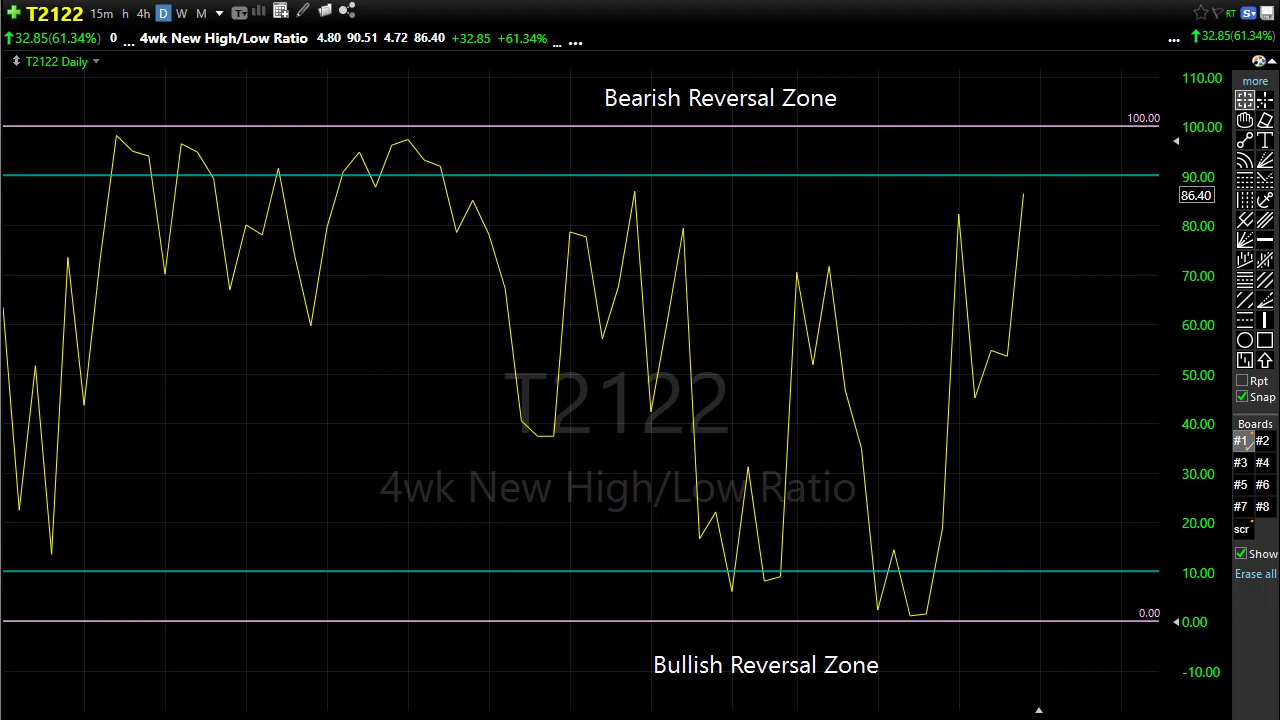 T2122 15m h 4h D W M T RT S
32.85(61.34%) 0 ... 4wk New High/Low Ratio 4.80 90.51 4.72 86.40 +32.85 +61.34% ... ... ... 32.85(61.34%)
T2122 Daily
more
Bearish Reversal Zone
110.00
100.00
100.00
90.00
86.40
80.00
70.00
60.00
50.00
40.00
30.00
20.00
10.00
0.00
0.00
-10.00
T2122
4wk New High/Low Ratio
Bullish Reversal Zone
T
Rpt
Snap
Boards
#1 #2
#3 #4
#5 #6
#7 #8
scr
Show
Erase all